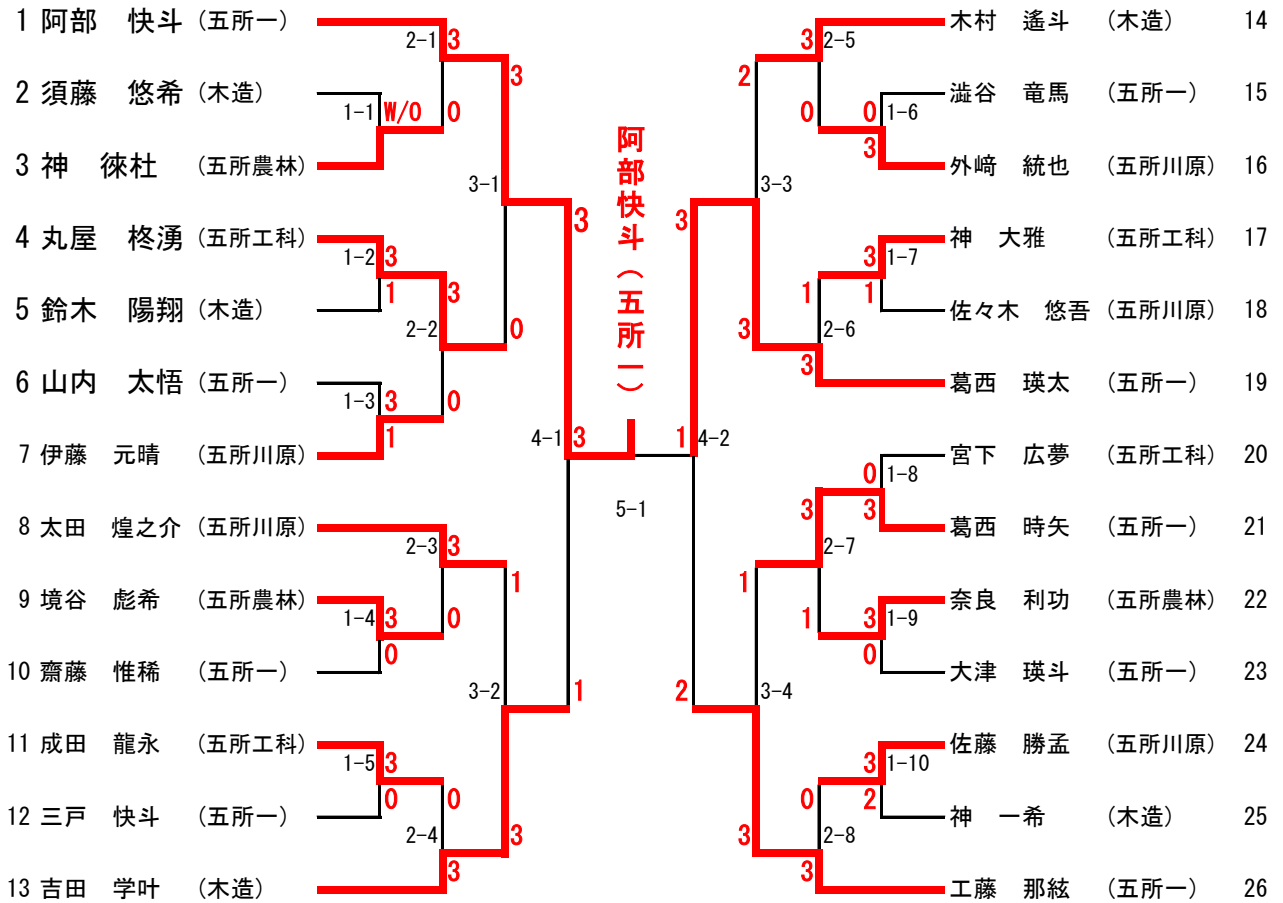 1 阿部 快斗 (五所一)
2-1
3
2 須藤 悠希 (木造)
1-1
W/O
0
3 神 徠杜 (五所農林)
3
3-1
4 丸屋 柊湧 (五所工科)
1-2
3
1
3
5 鈴木 陽翔 (木造)
2-2
0
6 山内 太悟 (五所一)
1-3
3
1
0
7 伊藤 元晴 (五所川原)
3
4-1
3
8 太田 煌之介 (五所川原)
2-3
3
1
9 境谷 彪希 (五所農林)
1-4
3
0
0
10 齋藤 惟稀 (五所一)
3-2
1
11 成田 龍永 (五所工科)
1-5
3
0
0
12 三戸 快斗 (五所一)
2-4
3
13 吉田 学叶 (木造)
3
阿部快斗(五所一)
5-1
木村 遙斗 (木造) 14
3
2-5
2
澁谷 竜馬 (五所一) 15
0
0
1-6
3
外﨑 統也 (五所川原) 16
3-3
3
神 大雅 (五所工科) 17
3
1-7
1
1
佐々木 悠吾 (五所川原) 18
3
2-6
3
葛西 瑛太 (五所一) 19
1
4-2
宮下 広夢 (五所工科) 20
0
1-8
3
3
葛西 時矢 (五所一) 21
2-7
1
奈良 利功 (五所農林) 22
1
3
1-9
0
大津 瑛斗 (五所一) 23
2
3-4
佐藤 勝孟 (五所川原) 24
3
1-10
0
2
神 一希 (木造) 25
3
2-8
3
工藤 那絃 (五所一) 26